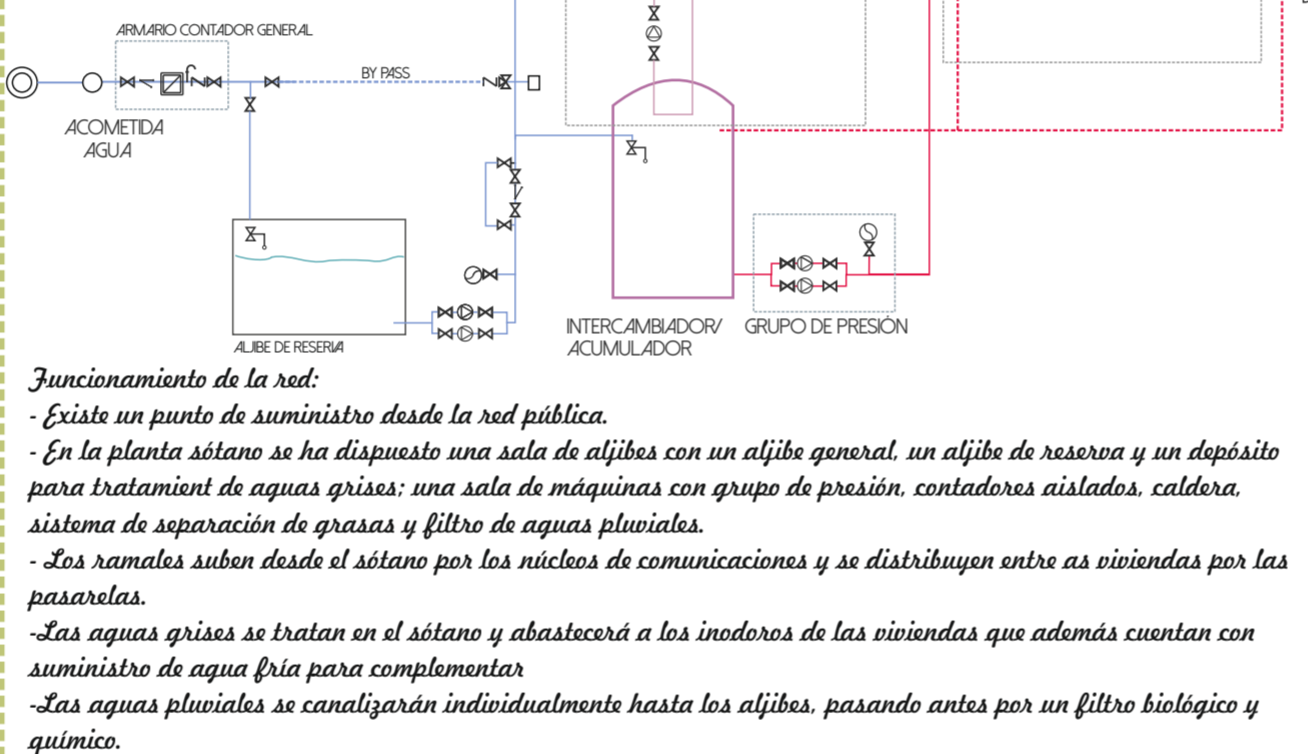 ARMARIO CONTADOR GENERAL
BY PASS
ACOMETIDA
AGUA
ALJIBE DE RESERVA
INTERCAMBIADOR/
ACUMULADOR
GRUPO DE PRESIÓN
Funcionamiento de la red:
- Existe un punto de suministro desde la red pública.
- En la planta sótano se ha dispuesto una sala de aljibes con un aljibe general, un aljibe de reserva y un depósito
para tratamient de aguas grises; una sala de máquinas con grupo de presión, contadores aislados, caldera,
sistema de separación de grasas y filtro de aguas pluviales.
- Los ramales suben desde el sótano por los núcleos de comunicaciones y se distribuyen entre as viviendas por las
pasarelas.
-Las aguas grises se tratan en el sótano y abastecerá a los inodoros de las viviendas que además cuentan con
suministro de agua fría para complementar
-Las aguas pluviales se canalizarán individualmente hasta los aljibes, pasando antes por un filtro biológico y
químico.